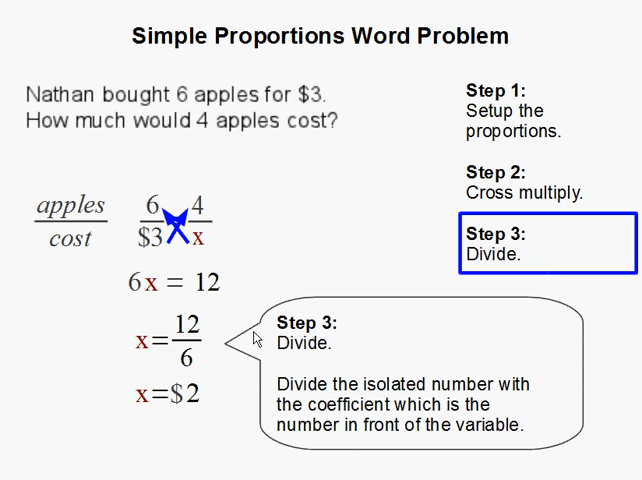 Simple Proportions Word Problem
Nathan bought 6 apples for $3.
How much would 4 apples cost?
apples 6 4
cost $3 x
6x = 12
x= 12
6
x=$2
Step 1:
Setup the
proportions.
Step 2:
Cross multiply.
Step 3:
Divide.
Step 3:
Divide.
Divide the isolated number with
the coefficient which is the
number in front of the variable.